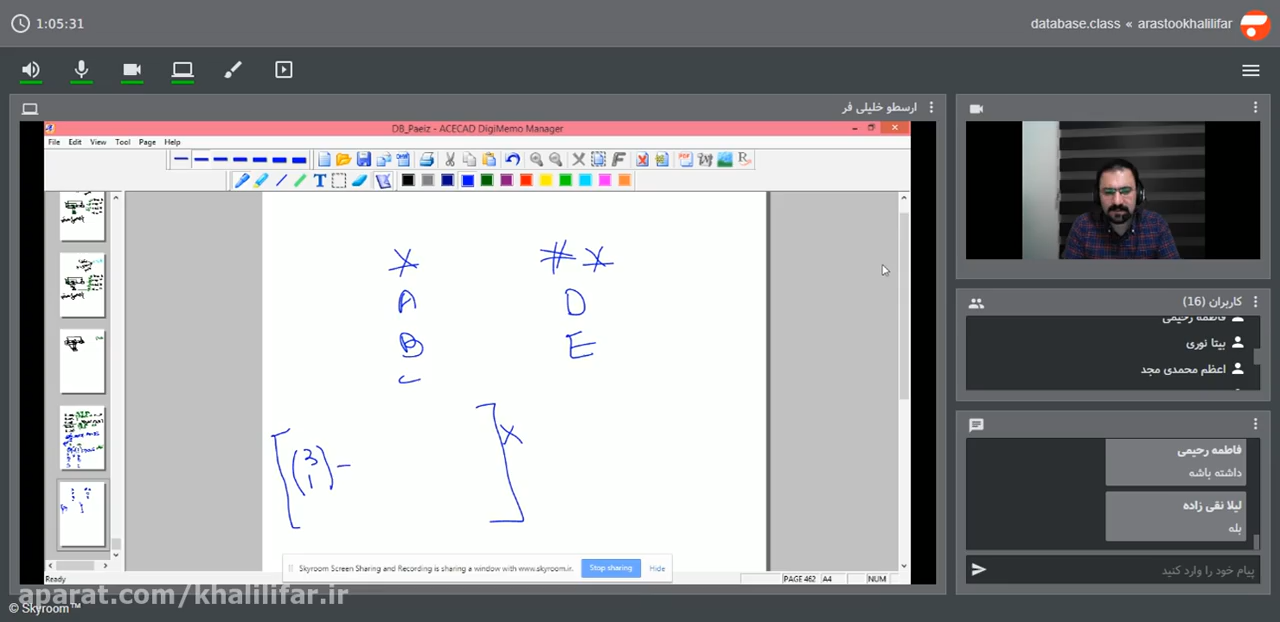 1:05:31
database.class « arastookhalilifar
ارسطو خلیلی فر
DB_Paeiz - ACECAD DigiMemo Manager
File Edit View Tool Page Help
X # X
A D
B E
[(3 1) - ] X
Skyroom Screen Sharing and Recording is sharing a window with www.skyroom.ir. Stop sharing Hide
Ready PAGE 462 A4 NUM
کاربران (16)
فاطمه رحیمی
بیتا نوری
اعظم محمدی مجد
فاطمه رحیمی
داشته باشه
لیلا نقی زاده
بله
پیام خود را وارد کنید
© Skyroom™
aparat.com/khalilifar.ir